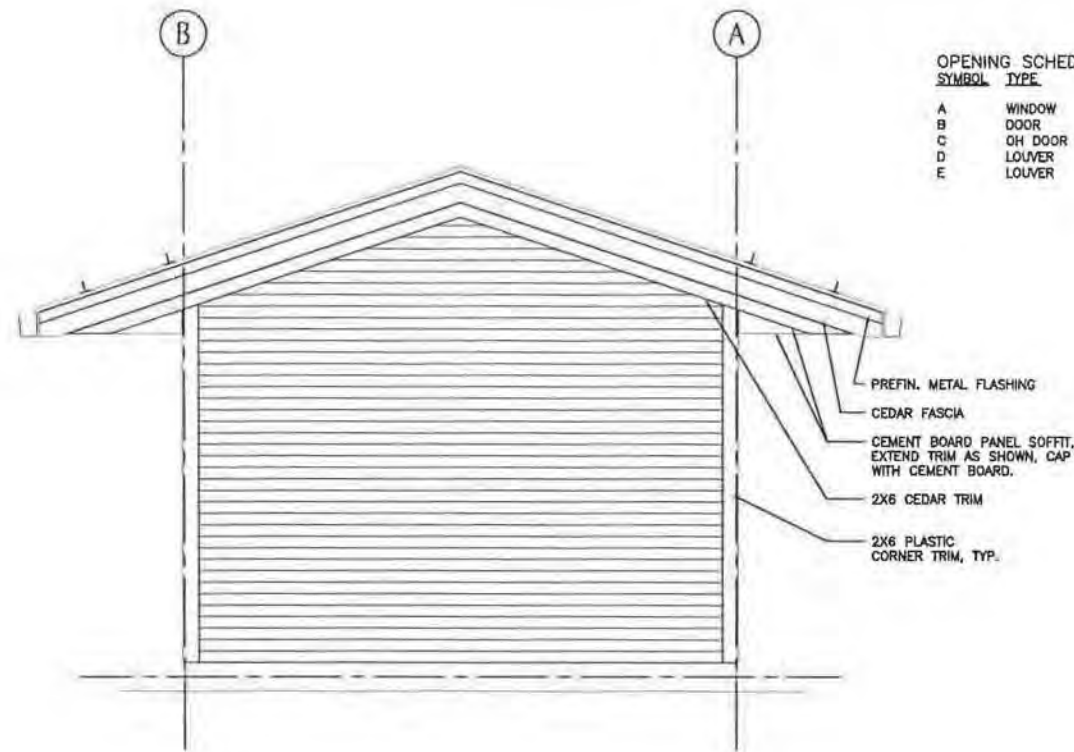 B
A
OPENING SCHED
SYMBOL TYPE
A WINDOW
B DOOR
C OH DOOR
D LOUVER
E LOUVER
PREFIN. METAL FLASHING
CEDAR FASCIA
CEMENT BOARD PANEL SOFFIT,
EXTEND TRIM AS SHOWN, CAP
WITH CEMENT BOARD.
2X6 CEDAR TRIM
2X6 PLASTIC
CORNER TRIM, TYP.